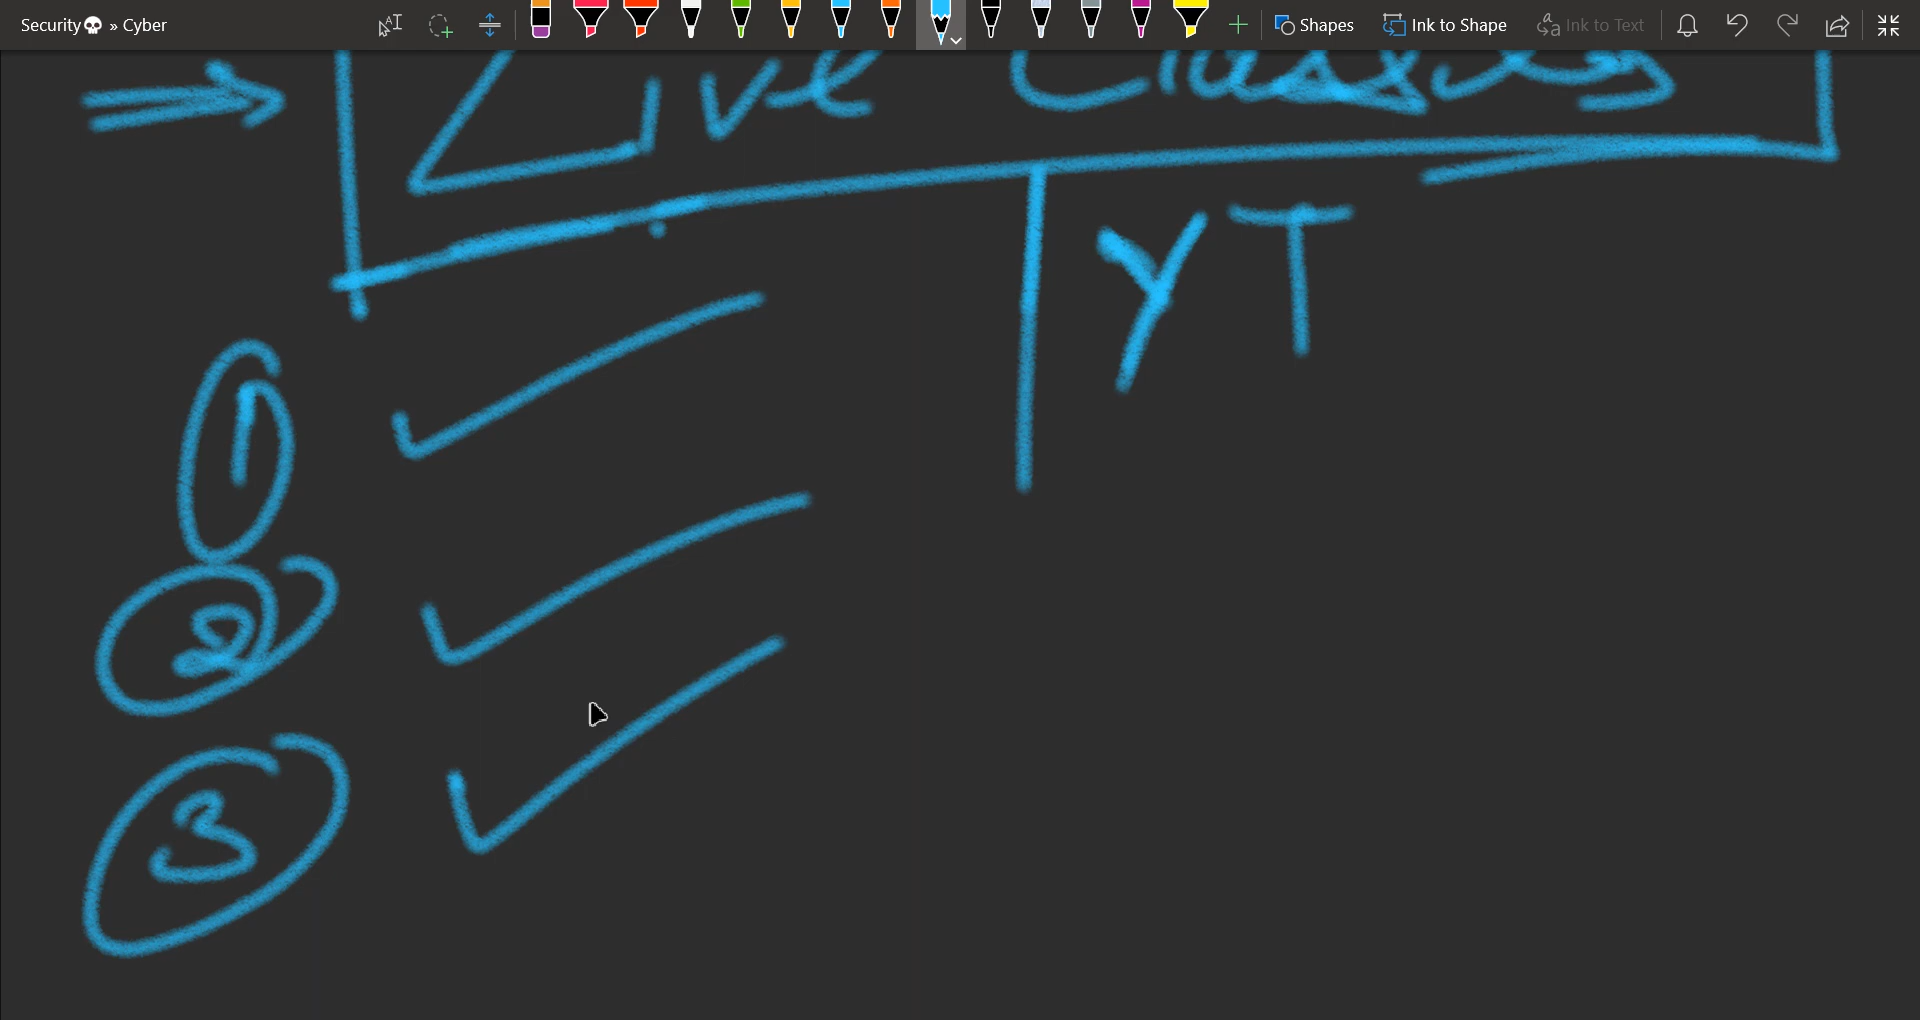 Security💀 » Cyber
Shapes
Ink to Shape
Ink to Text
Live Classes
YT
1
2
3